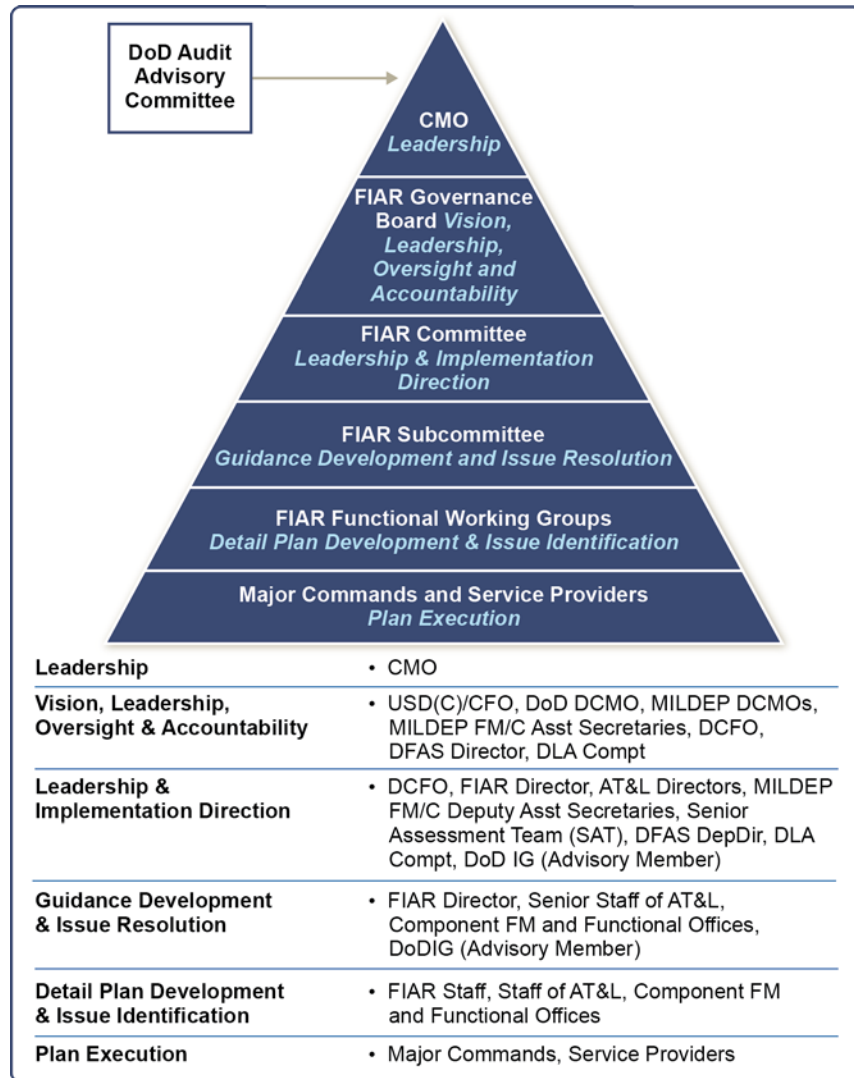 DoD Audit
Advisory
Committee
CMO
Leadership
FIAR Governance
Board Vision,
Leadership,
Oversight and
Accountability
FIAR Committee
Leadership & Implementation
Direction
FIAR Subcommittee
Guidance Development and Issue Resolution
FIAR Functional Working Groups
Detail Plan Development & Issue Identification
Major Commands and Service Providers
Plan Execution
Leadership
• CMO
Vision, Leadership,
Oversight & Accountability
• USD(C)/CFO, DoD DCMO, MILDEP DCMOs,
MILDEP FM/C Asst Secretaries, DCFO,
DFAS Director, DLA Compt
Leadership &
Implementation Direction
• DCFO, FIAR Director, AT&L Directors, MILDEP
FM/C Deputy Asst Secretaries, Senior
Assessment Team (SAT), DFAS DepDir, DLA
Compt, DoD IG (Advisory Member)
Guidance Development
& Issue Resolution
• FIAR Director, Senior Staff of AT&L,
Component FM and Functional Offices,
DoDIG (Advisory Member)
Detail Plan Development
& Issue Identification
• FIAR Staff, Staff of AT&L, Component FM
and Functional Offices
Plan Execution
• Major Commands, Service Providers